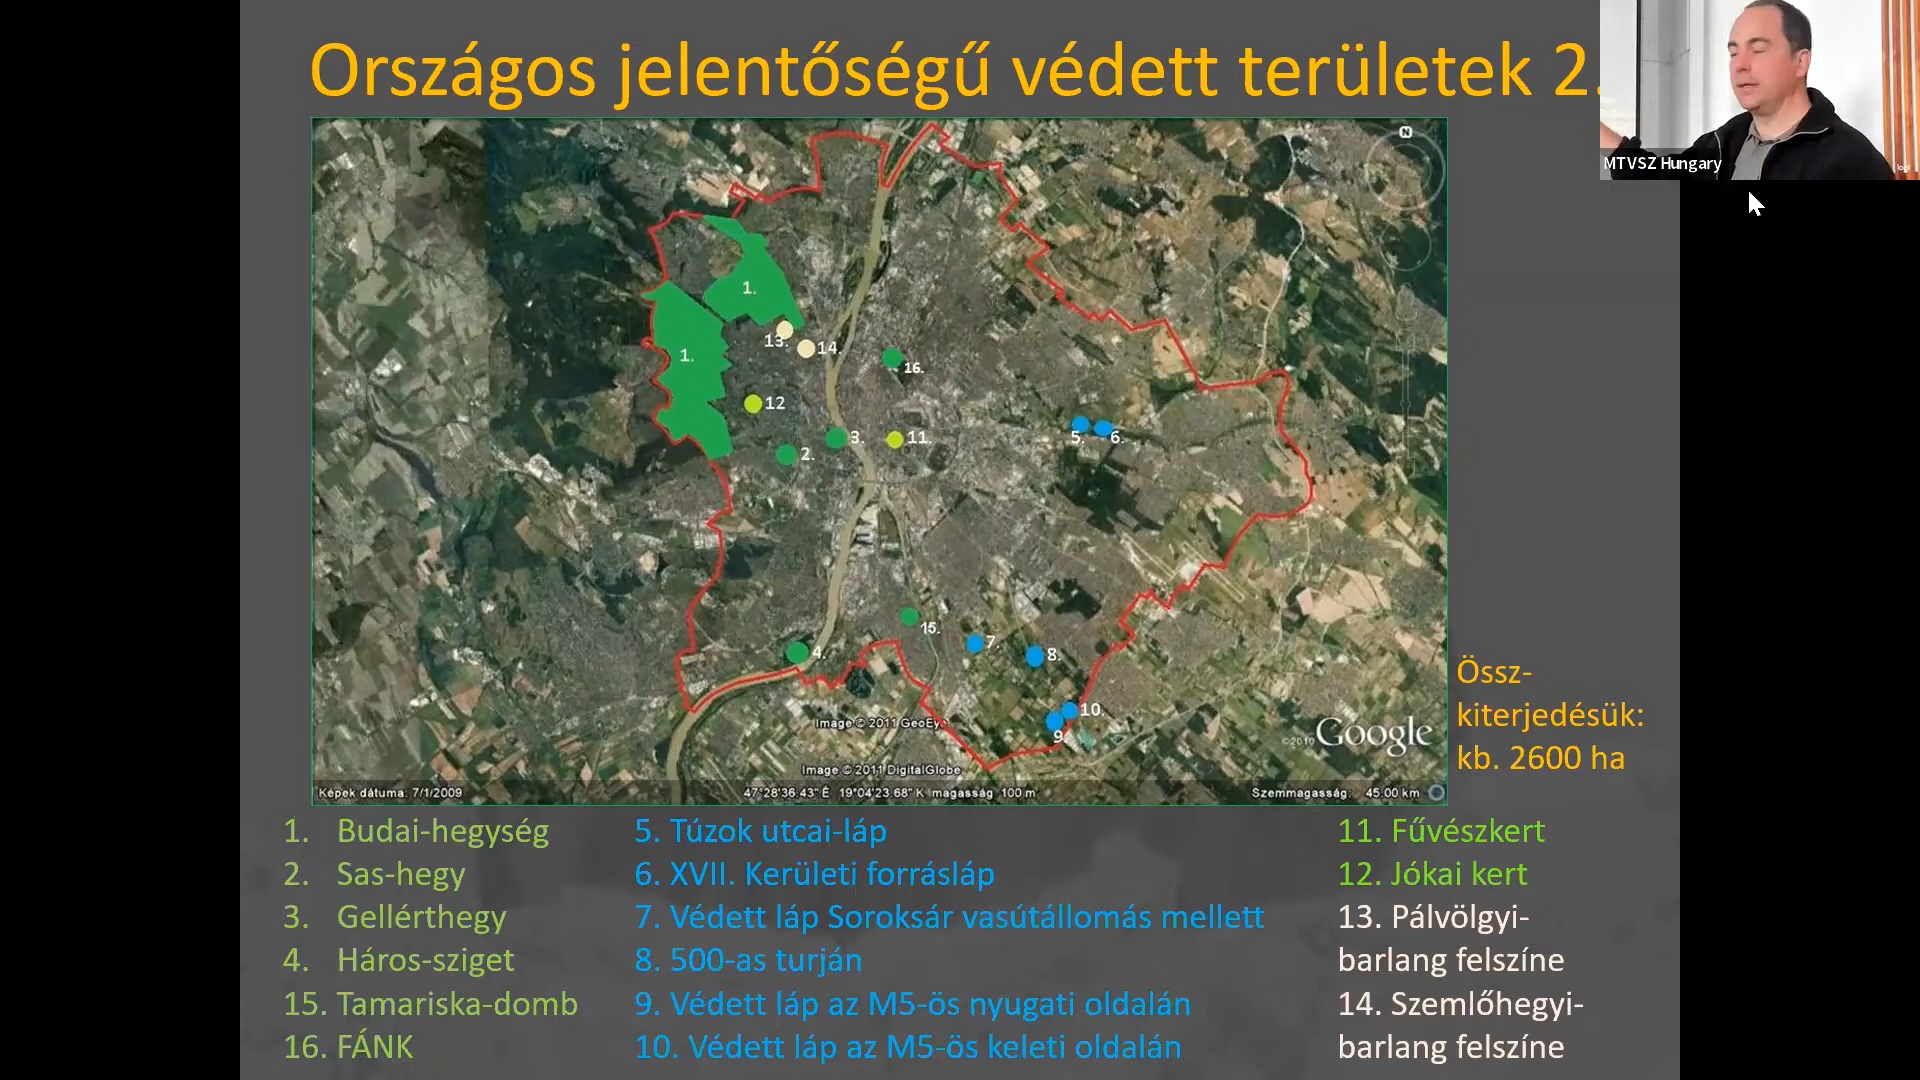 Országos jelentőségű védett területek 2.
MTVSZ Hungary
N
1.
13.
14.
1.
16.
12
3.
11.
5.
6.
2.
15.
7.
4.
8.
10.
9.
Image © 2011 GeoEye
©2010 Google
Image © 2011 DigitalGlobe
Képek dátuma: 7/1/2009
47°28'36.43" É 19°04'23.68" K magasság 100 m
Szemmagasság: 45.00 km
Össz-
kiterjedésük:
kb. 2600 ha
1. Budai-hegység
2. Sas-hegy
3. Gellérthegy
4. Háros-sziget
15. Tamariska-domb
16. FÁNK
5. Túzok utcai-láp
6. XVII. Kerületi forrásláp
7. Védett láp Soroksár vasútállomás mellett
8. 500-as turján
9. Védett láp az M5-ös nyugati oldalán
10. Védett láp az M5-ös keleti oldalán
11. Fűvészkert
12. Jókai kert
13. Pálvölgyi-
barlang felszíne
14. Szemlőhegyi-
barlang felszíne